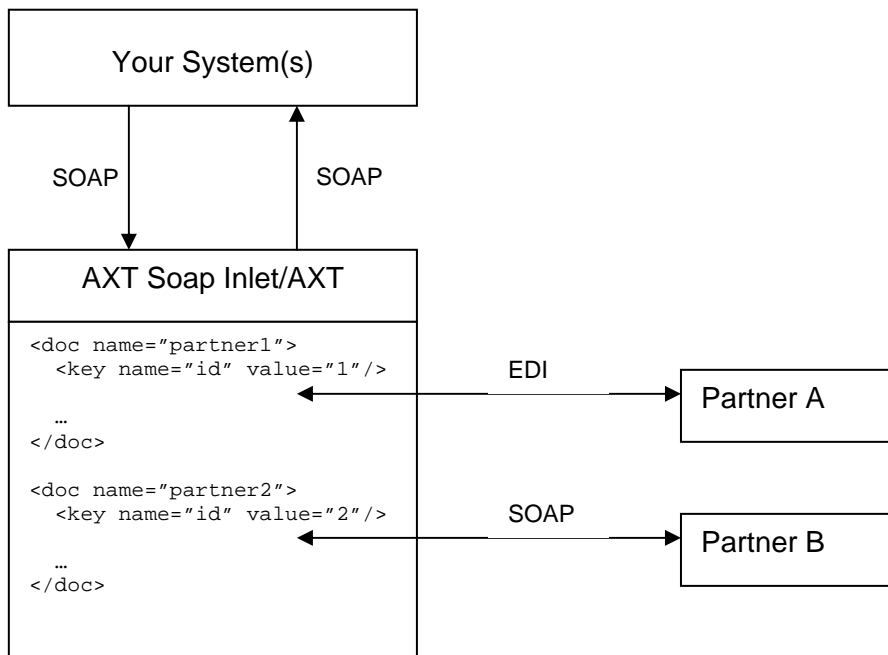 Your System(s)
SOAP
SOAP
AXT Soap Inlet/AXT
<doc name="partner1">
  <key name="id" value="1"/>
  …
</doc>
EDI
Partner A
<doc name="partner2">
  <key name="id" value="2"/>
  …
</doc>
SOAP
Partner B